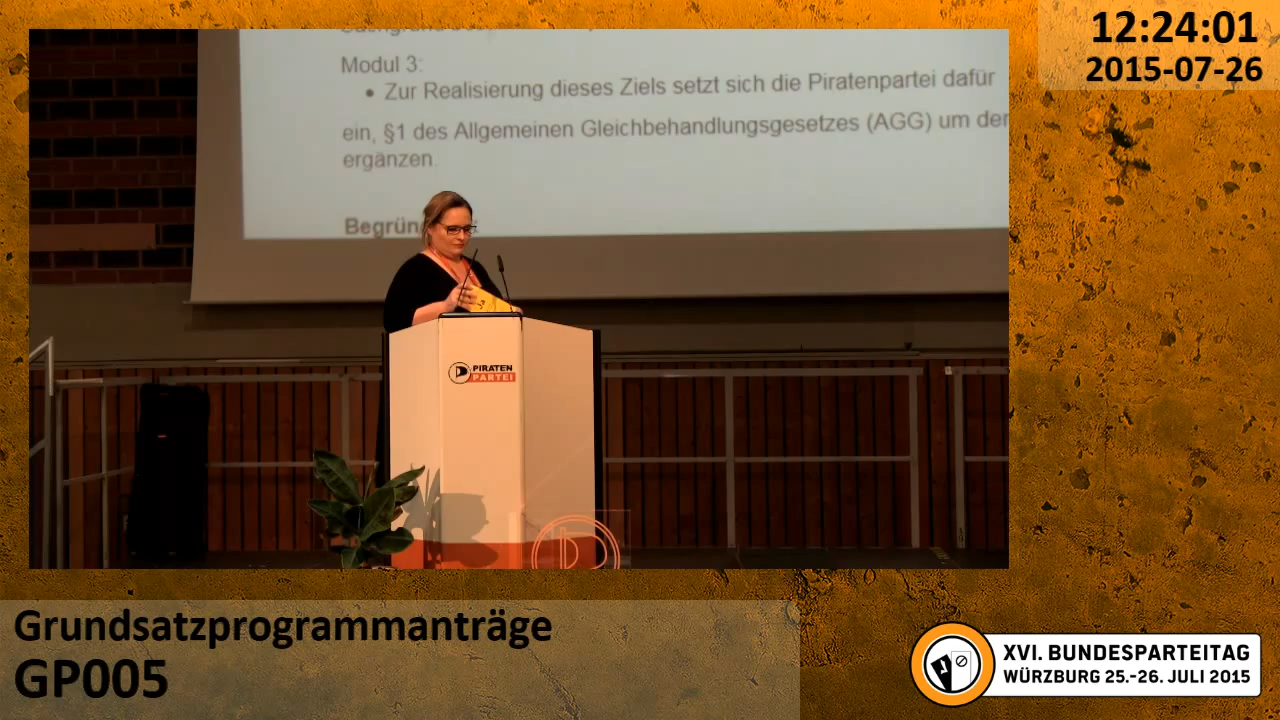 12:24:01
2015-07-26
Modul 3:
• Zur Realisierung dieses Ziels setzt sich die Piratenpartei dafür
ein, §1 des Allgemeinen Gleichbehandlungsgesetzes (AGG) um den
ergänzen.
PIRATEN
PARTEI
Grundsatzprogrammanträge
GP005
XVI. BUNDESPARTEITAG
WÜRZBURG 25.-26. JULI 2015